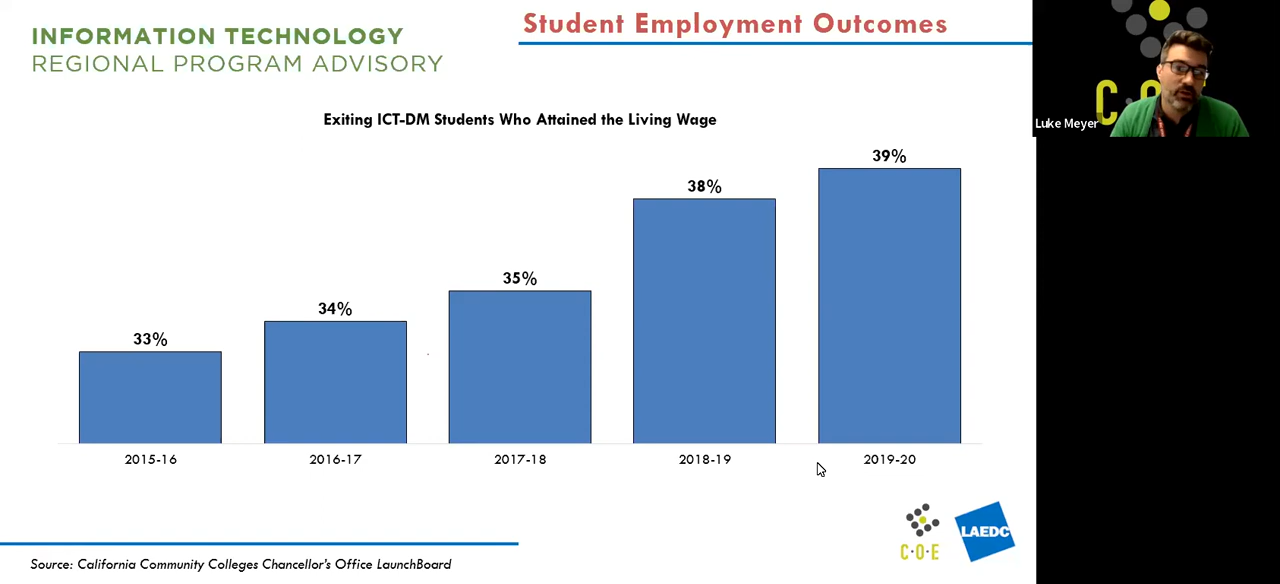 Student Employment Outcomes
INFORMATION TECHNOLOGY
REGIONAL PROGRAM ADVISORY
C·O·E
Luke Meyer
Exiting ICT-DM Students Who Attained the Living Wage
33%
34%
35%
38%
39%
2015-16
2016-17
2017-18
2018-19
2019-20
C·O·E
LAEDC
Source: California Community Colleges Chancellor's Office LaunchBoard